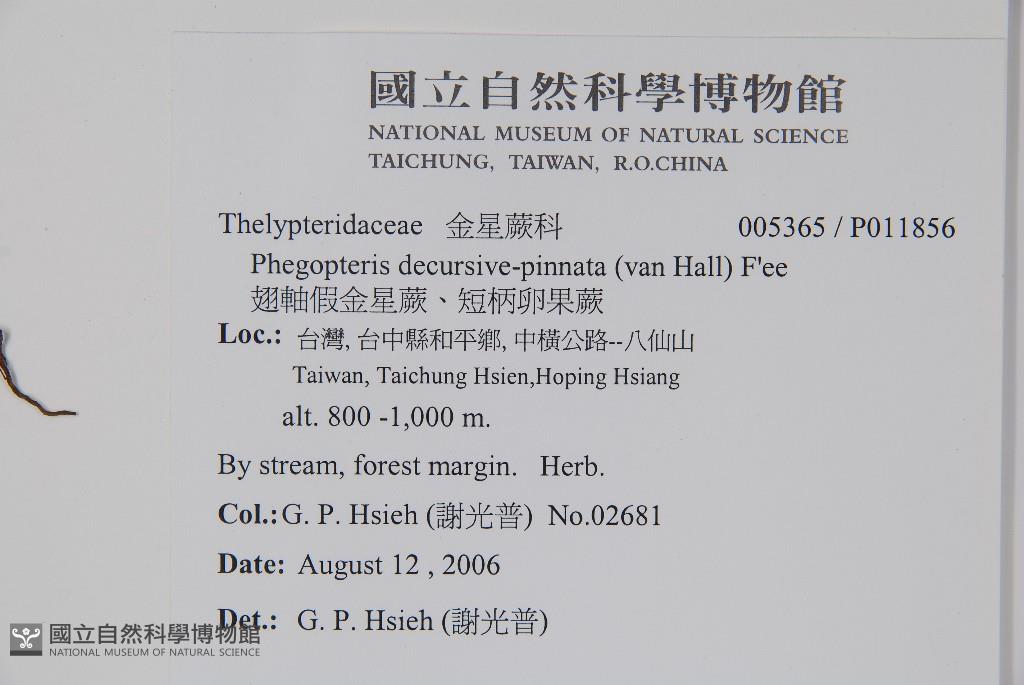 國立自然科學博物館
NATIONAL MUSEUM OF NATURAL SCIENCE
TAICHUNG, TAIWAN, R.O.CHINA
Thelypteridaceae 金星蕨科 005365 / P011856
Phegopteris decursive-pinnata (van Hall) F'ee
翅軸假金星蕨、短柄卵果蕨
Loc.: 台灣, 台中縣和平鄉, 中橫公路--八仙山
Taiwan, Taichung Hsien,Hoping Hsiang
alt. 800 -1,000 m.
By stream, forest margin. Herb.
Col.: G. P. Hsieh (謝光普) No.02681
Date: August 12 , 2006
Det.: G. P. Hsieh (謝光普)
國立自然科學博物館
NATIONAL MUSEUM OF NATURAL SCIENCE